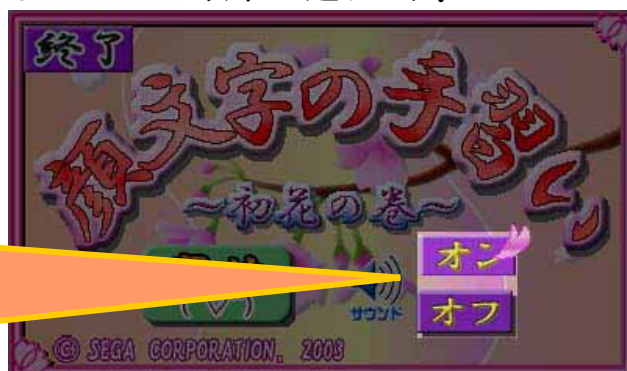 終了
顔文字の手習い
～初花の巻～
オン
サウンド
オフ
© SEGA CORPORATION, 2003